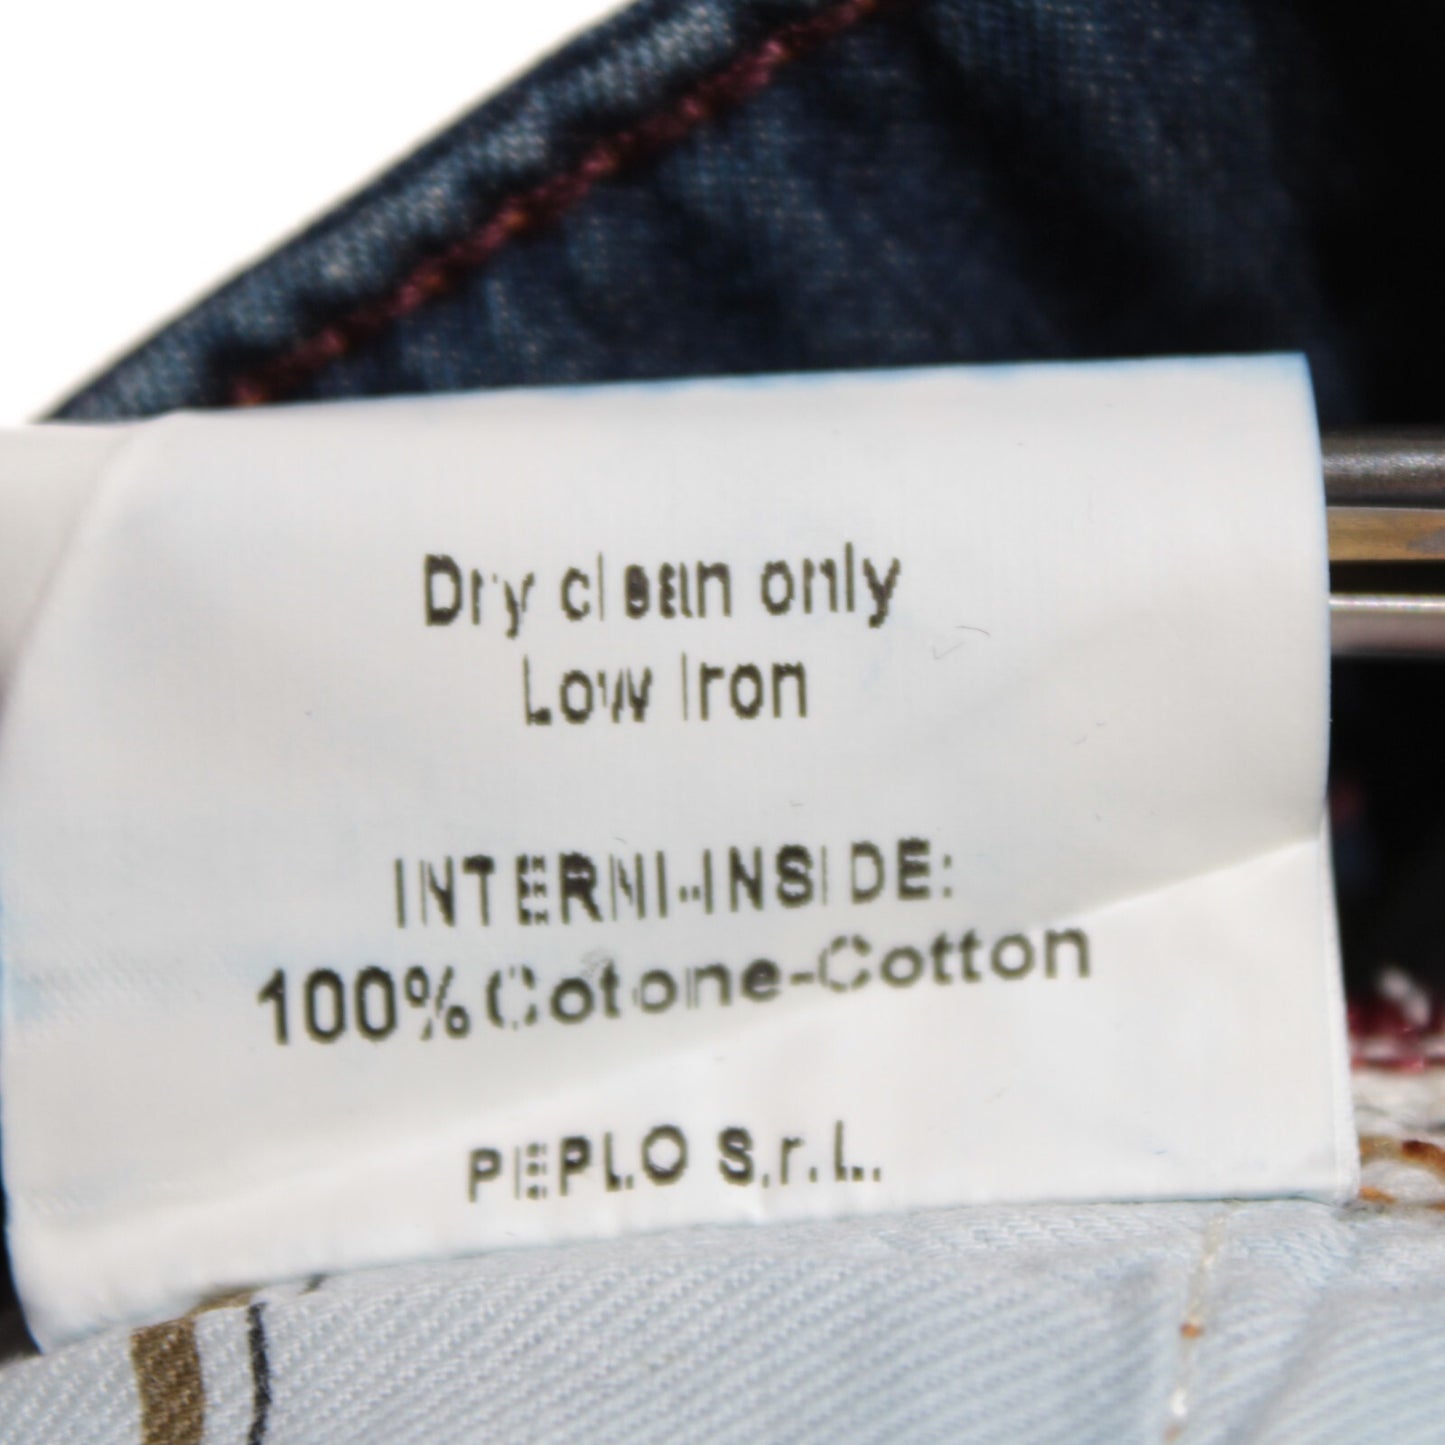 Dry clean only
Low Iron
INTERNI-INSIDE:
100% Cotone-Cotton
PEPLO S.r.L.